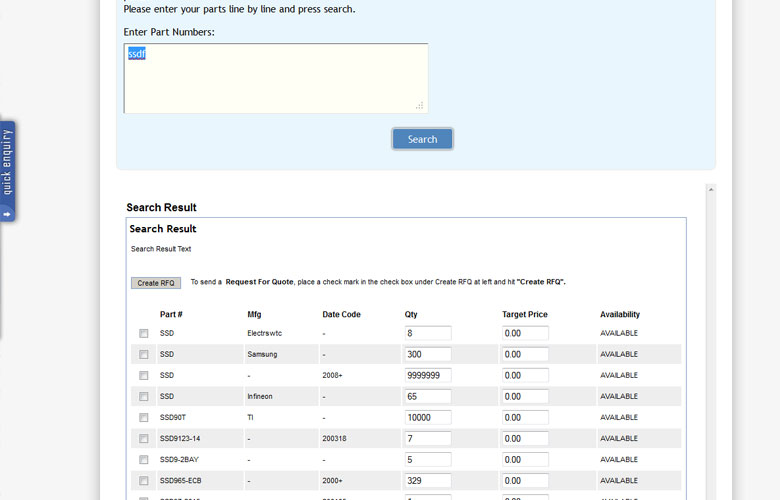 Please enter your parts line by line and press search.
Enter Part Numbers:
ssdf
Search
quick enquiry
Search Result
Search Result
Search Result Text
Create RFQ To send a Request For Quote, place a check mark in the check box under Create RFQ at left and hit "Create RFQ".
Part # Mfg Date Code Qty Target Price Availability
SSD Electrswtc - 8 0.00 AVAILABLE
SSD Samsung - 300 0.00 AVAILABLE
SSD - 2008+ 9999999 0.00 AVAILABLE
SSD Infineon - 65 0.00 AVAILABLE
SSD90T TI - 10000 0.00 AVAILABLE
SSD9123-14 - 200318 7 0.00 AVAILABLE
SSD9-2BAY - - 5 0.00 AVAILABLE
SSD965-ECB - 2000+ 329 0.00 AVAILABLE